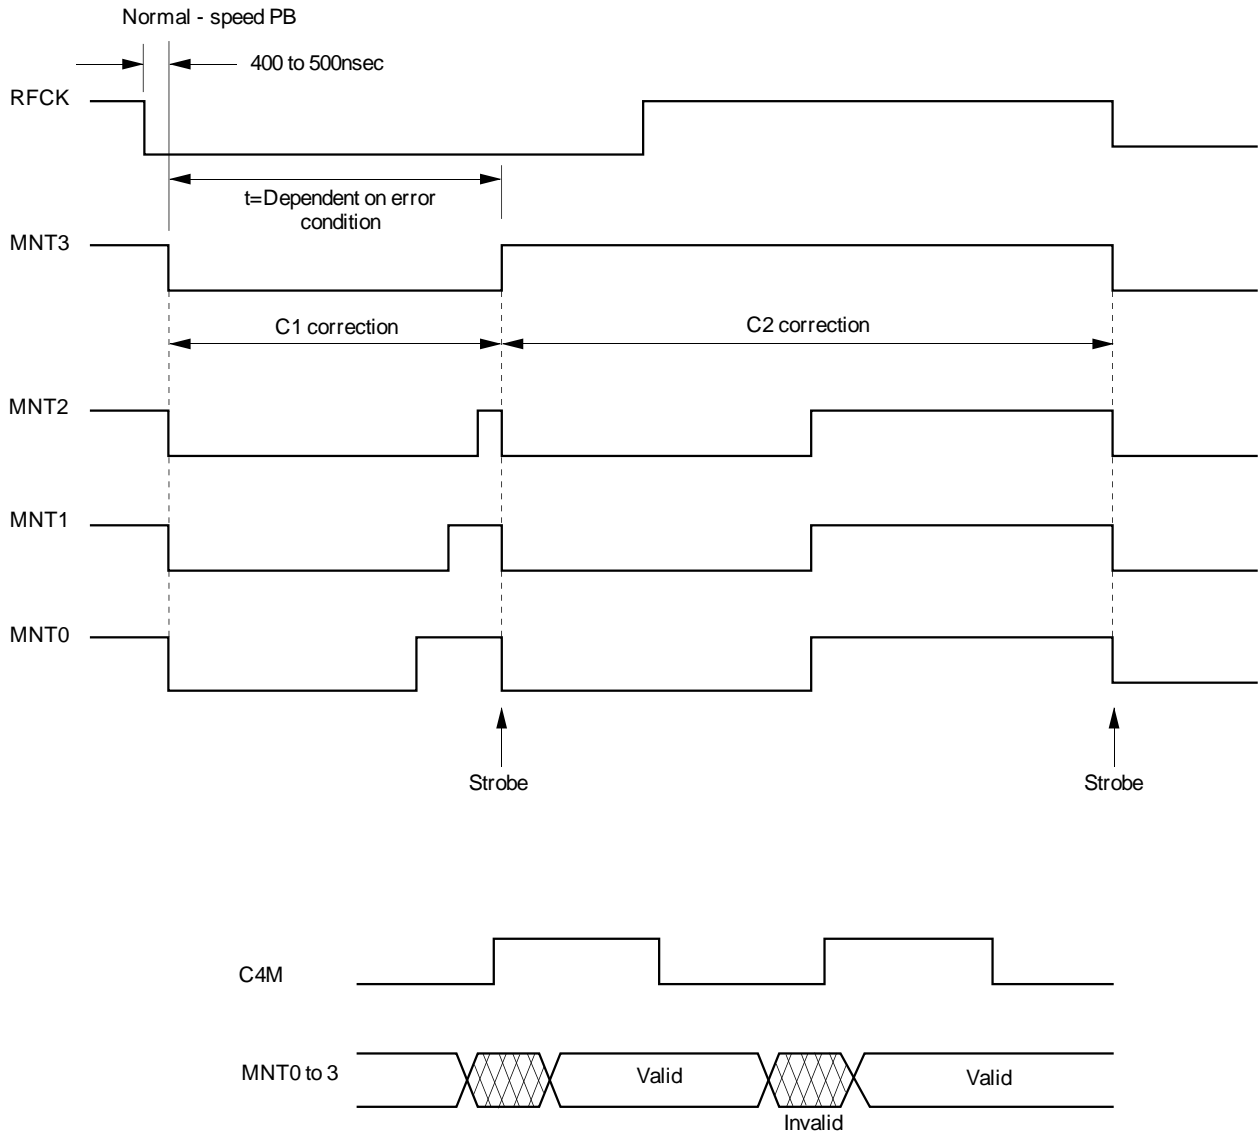 Normal - speed PB
400 to 500nsec
RFCK
t=Dependent on error
condition
MNT3
C1 correction
C2 correction
MNT2
MNT1
MNT0
Strobe
Strobe
C4M
MNT0 to 3
Valid
Valid
Invalid